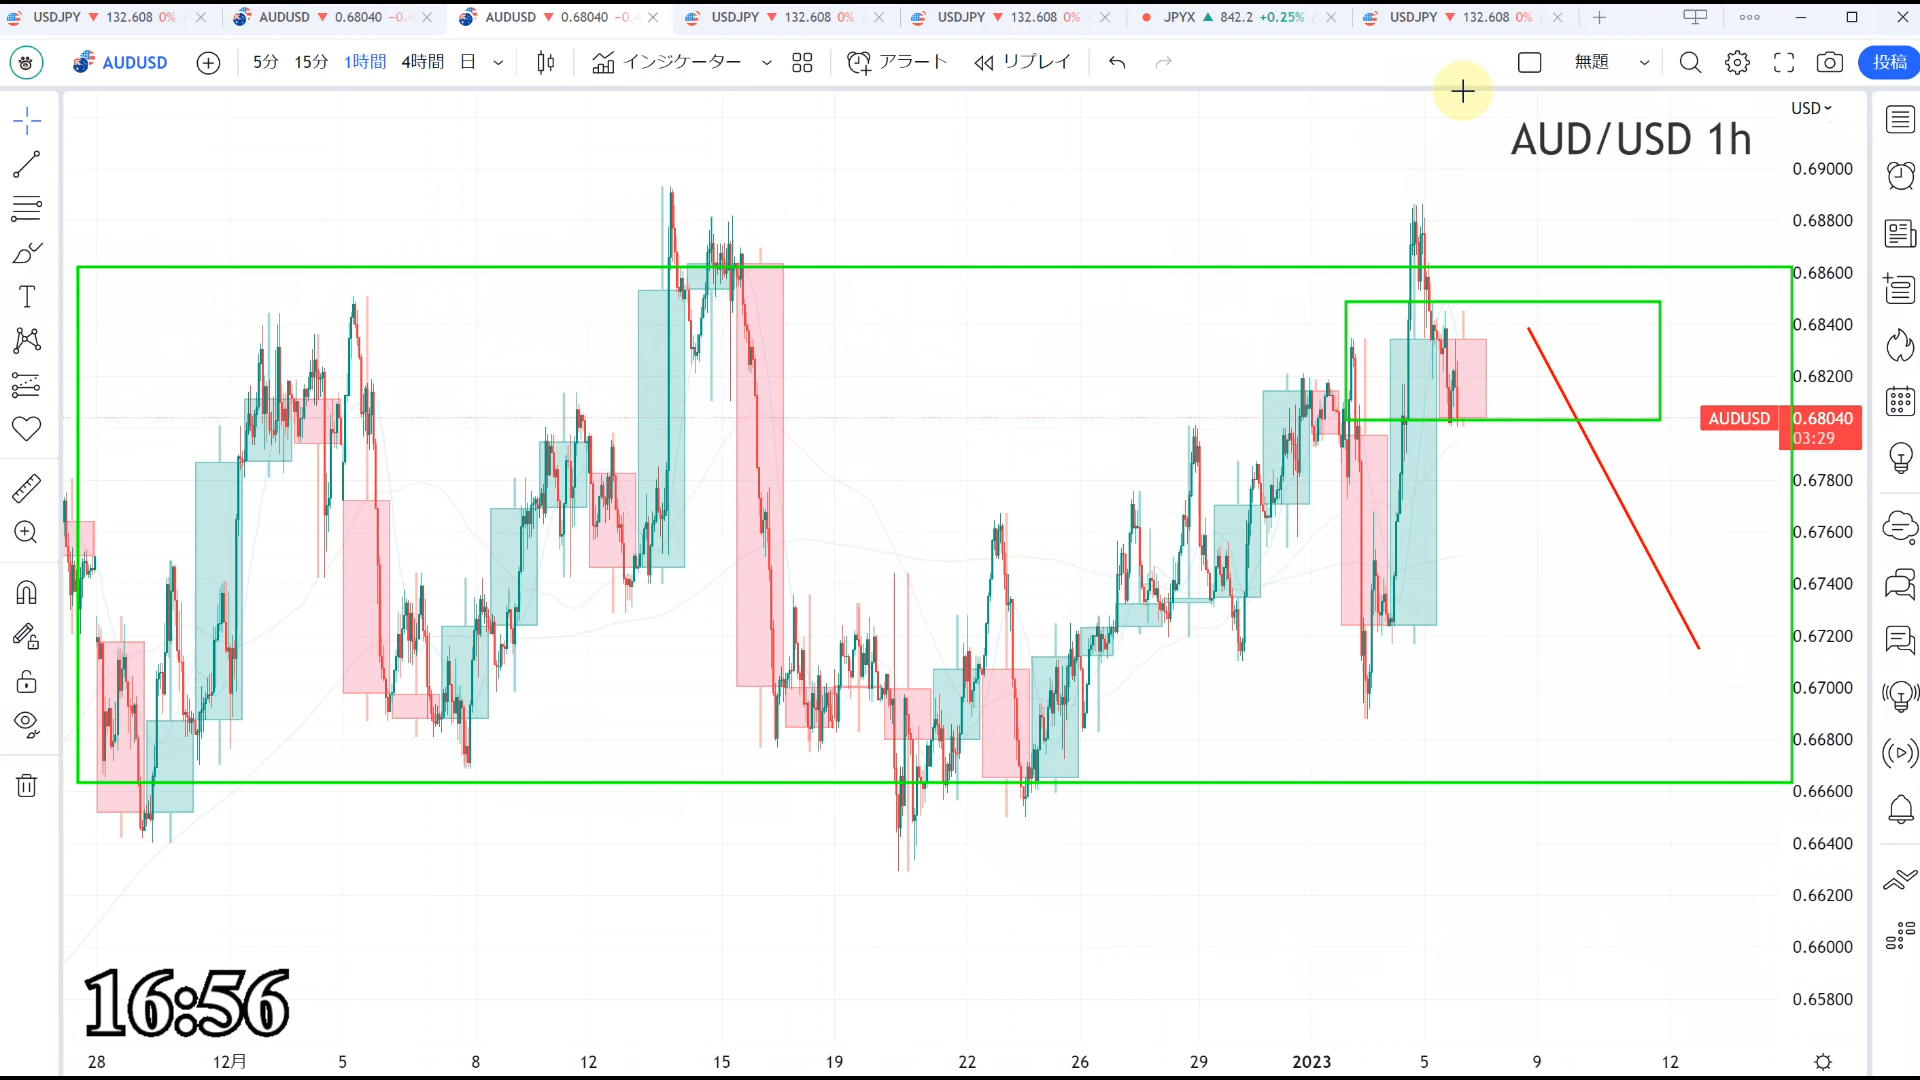 USDJPY ▼ 132.608 0%
AUDUSD ▼ 0.68040 −0.
AUDUSD ▼ 0.68040 −0.
USDJPY ▼ 132.608 0%
USDJPY ▼ 132.608 0%
JPYX ▲ 842.2 +0.25%
USDJPY ▼ 132.608 0%
AUDUSD 5分 15分 1時間 4時間 日 インジケーター アラート リプレイ 無題 投稿
USD
AUD/USD 1h
0.69000
0.68800
0.68600
0.68400
0.68200
AUDUSD 0.68040
03:29
0.67800
0.67600
0.67400
0.67200
0.67000
0.66800
0.66600
0.66400
0.66200
0.66000
0.65800
16:56
28 12月 5 8 12 15 19 22 26 29 2023 5 9 12